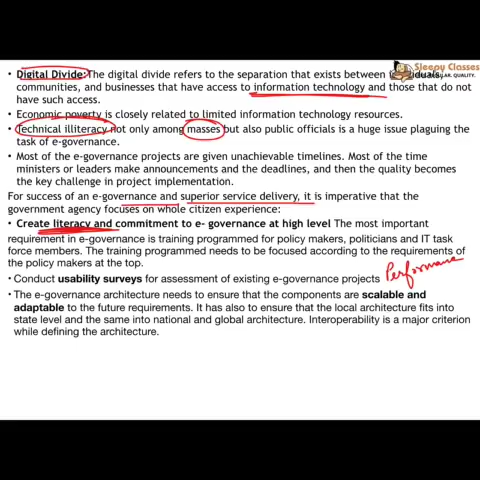 Sleepy Classes
• Digital Divide: The digital divide refers to the separation that exists between individuals,
communities, and businesses that have access to information technology and those that do not
have such access.
• Economic poverty is closely related to limited information technology resources.
• Technical illiteracy not only among masses but also public officials is a huge issue plaguing the
task of e-governance.
• Most of the e-governance projects are given unachievable timelines. Most of the time
ministers or leaders make announcements and the deadlines, and then the quality becomes
the key challenge in project implementation.
For success of an e-governance and superior service delivery, it is imperative that the
government agency focuses on whole citizen experience:
• Create literacy and commitment to e- governance at high level The most important
requirement in e-governance is training programmed for policy makers, politicians and IT task
force members. The training programmed needs to be focused according to the requirements of
the policy makers at the top.
• Conduct usability surveys for assessment of existing e-governance projects
Performance
• The e-governance architecture needs to ensure that the components are scalable and
adaptable to the future requirements. It has also to ensure that the local architecture fits into
state level and the same into national and global architecture. Interoperability is a major criterion
while defining the architecture.